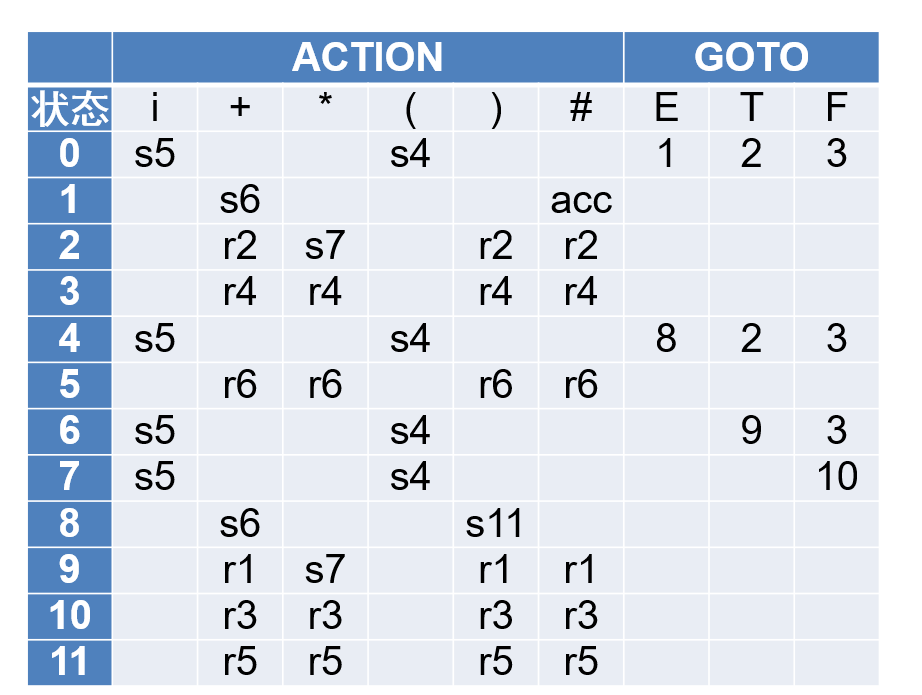 ACTION GOTO
状态 i + * ( ) # E T F
0 s5 s4 1 2 3
1 s6 acc
2 r2 s7 r2 r2
3 r4 r4 r4 r4
4 s5 s4 8 2 3
5 r6 r6 r6 r6
6 s5 s4 9 3
7 s5 s4 10
8 s6 s11
9 r1 s7 r1 r1
10 r3 r3 r3 r3
11 r5 r5 r5 r5